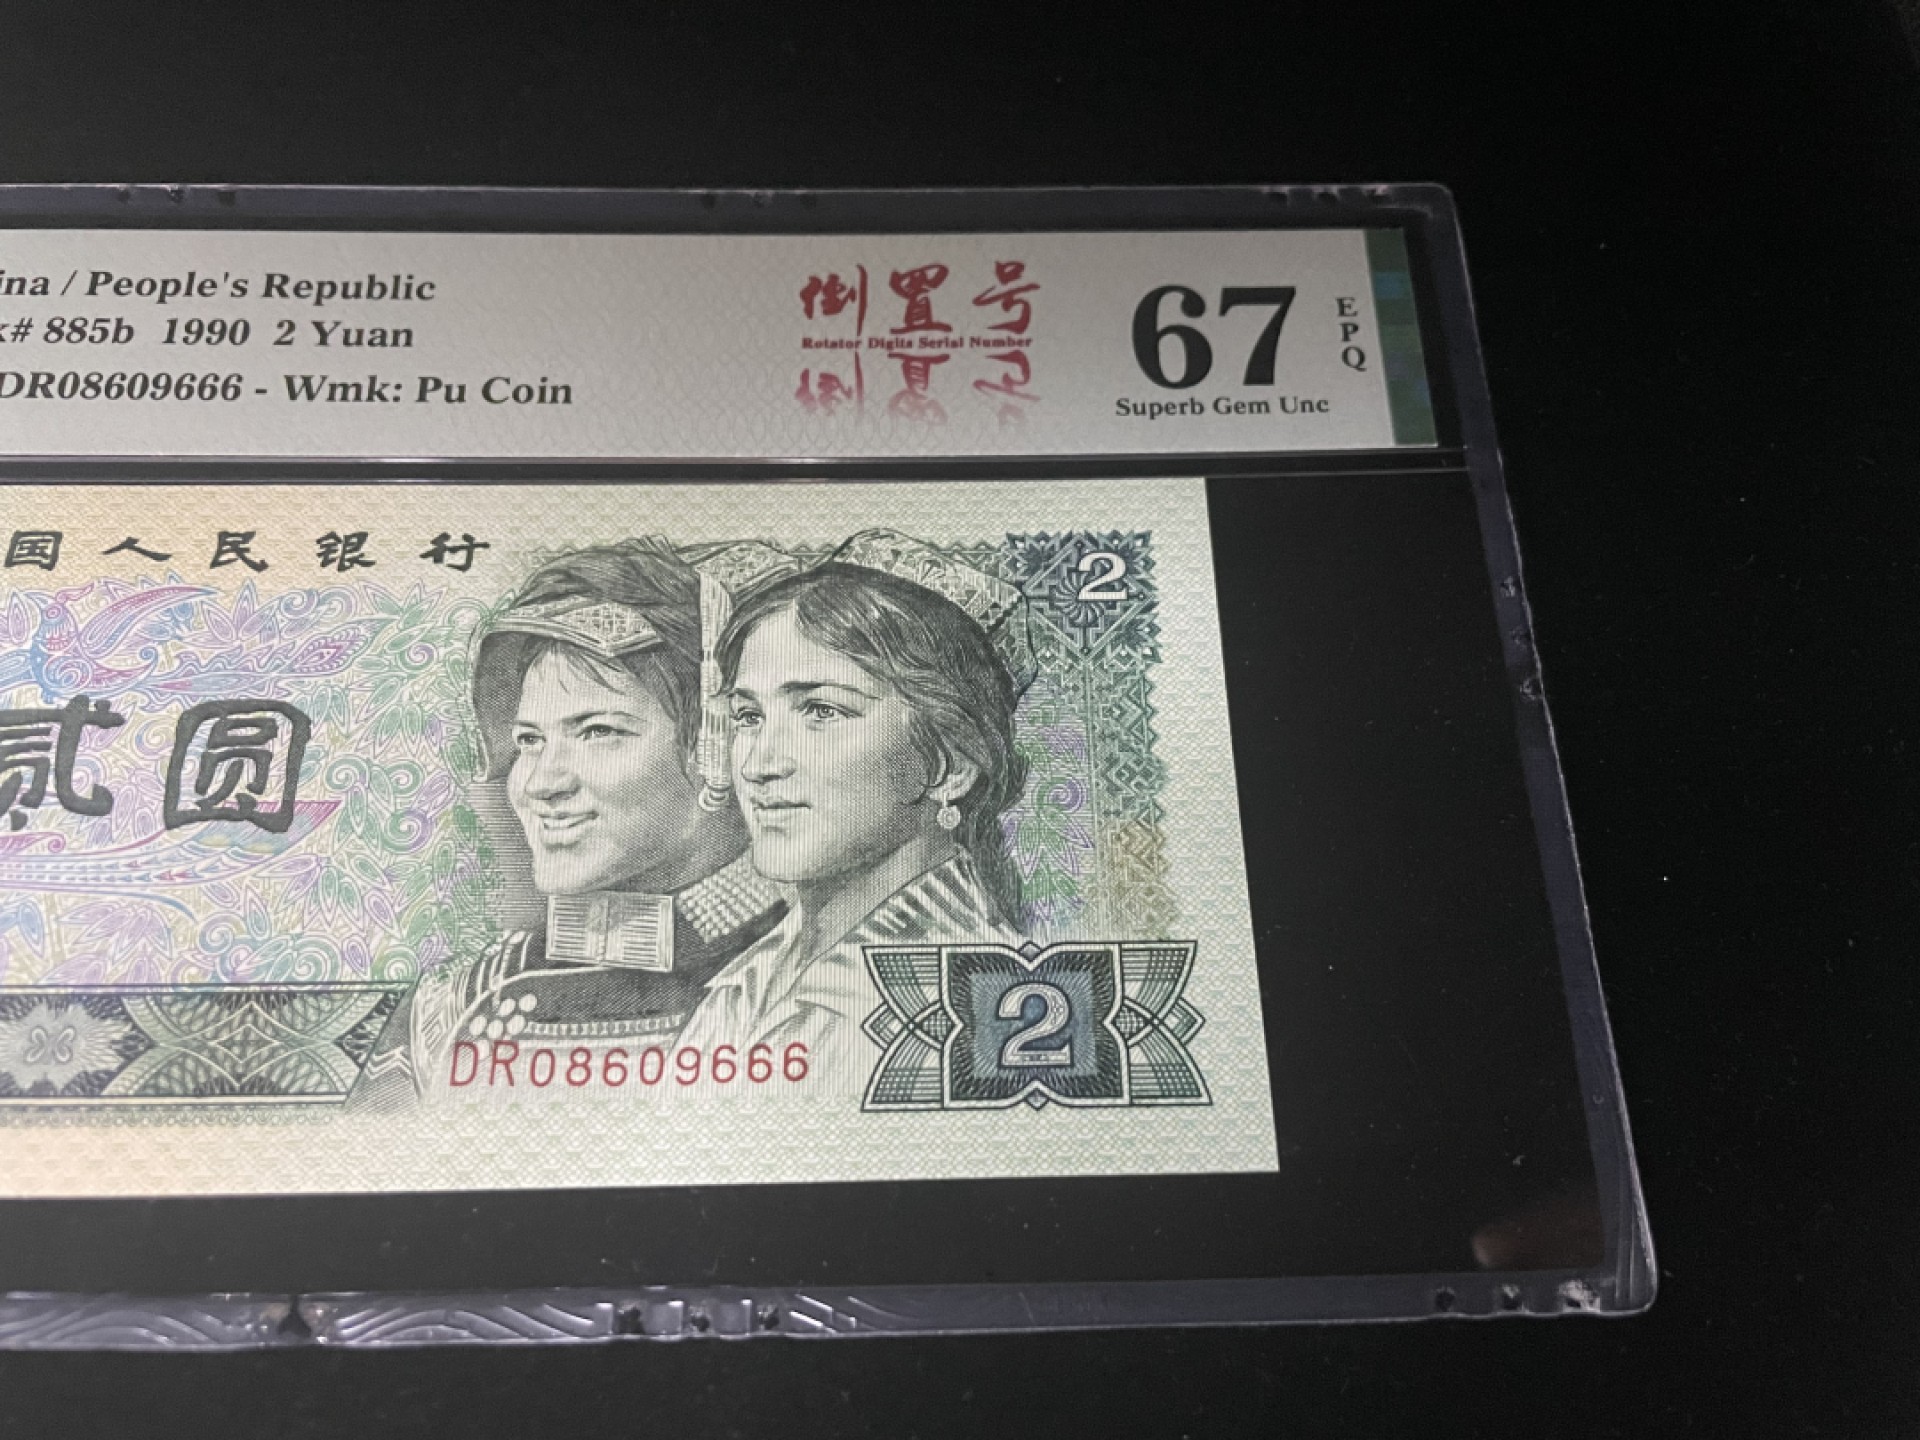 ina / People's Republic
k# 885b 1990 2 Yuan
DR08609666 - Wmk: Pu Coin
倒置号
Rotator Digits Serial Number
67
EPQ
Superb Gem Unc
国人民银行
2
贰圆
2
DR08609666